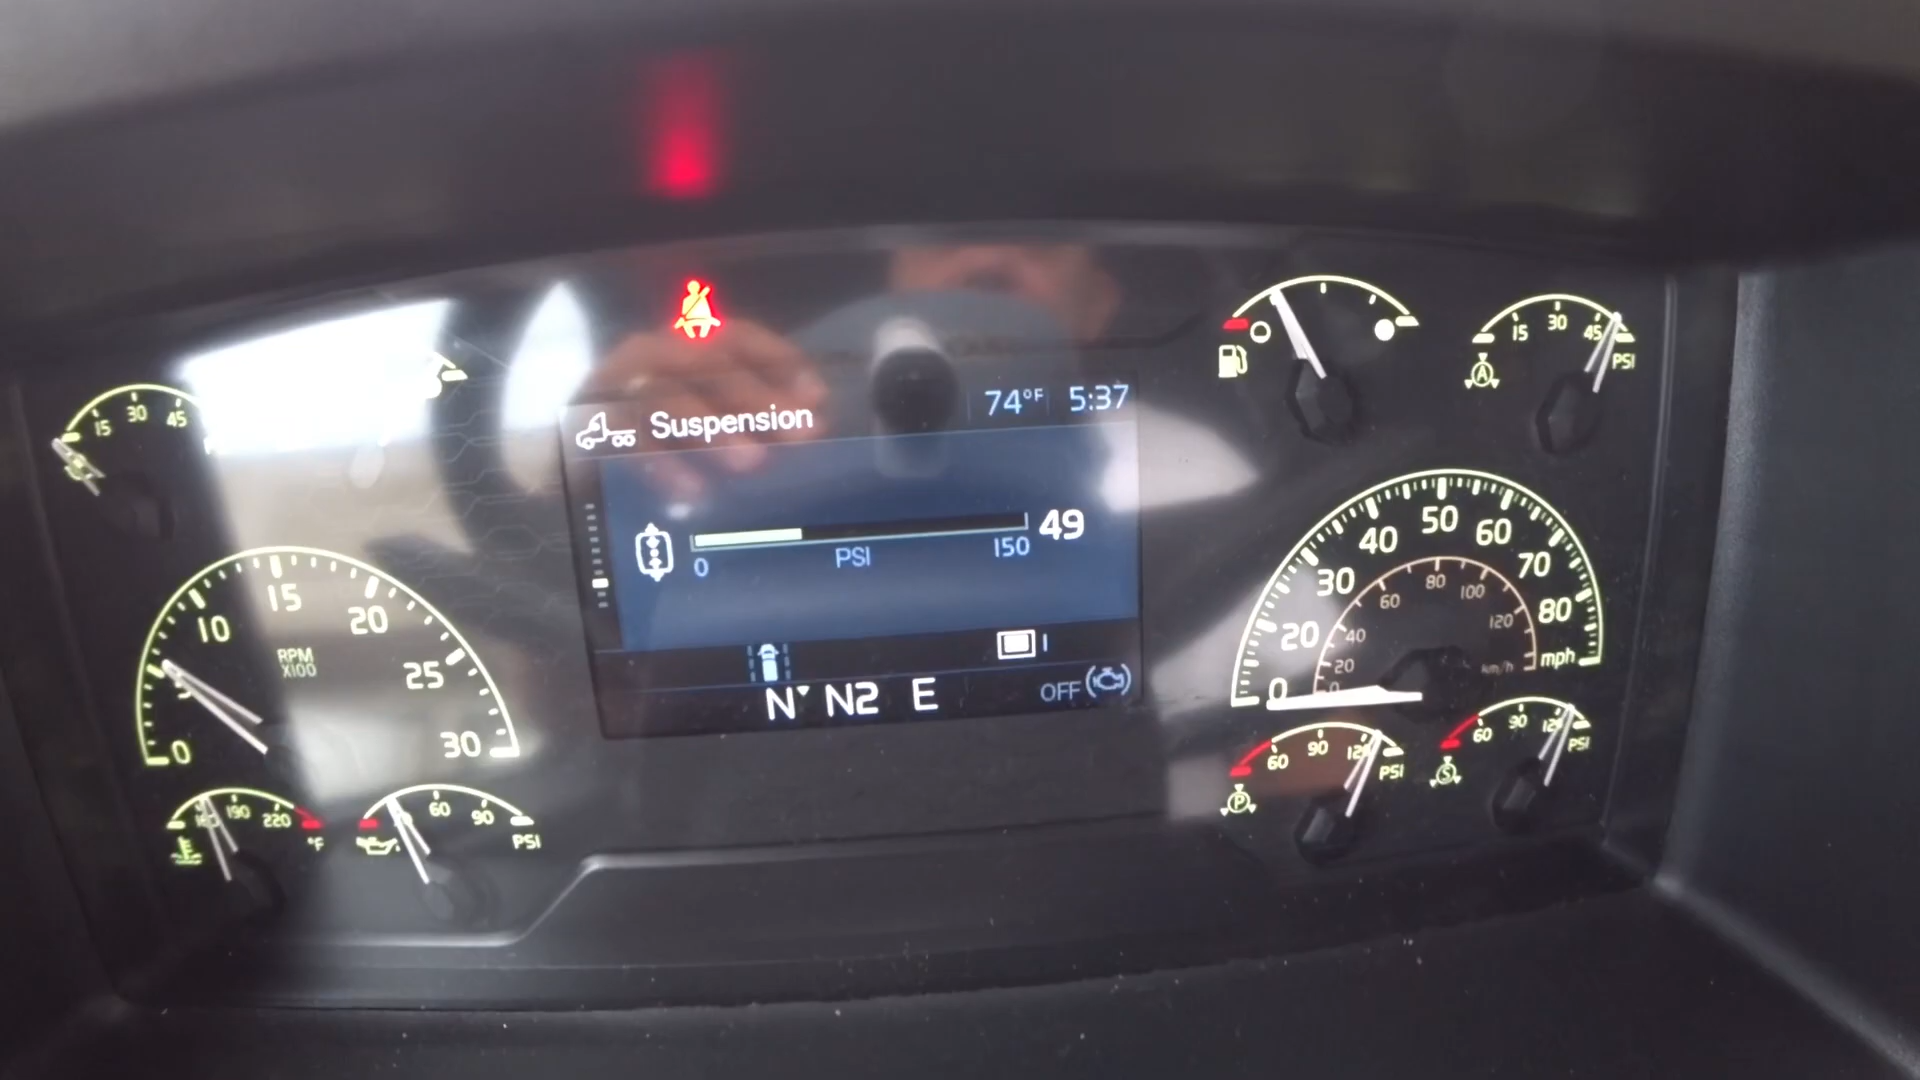 Suspension 74°F 5:37
49
0 PSI 150
N N2 E
OFF
15 30 45
0 5 10 15 20 25 30
RPM
X100
190 220
°F
60 90 PSI
15 30 45
PSI
A
0 20 30 40 50 60 70 80
mph
20 40 60 80 100 120
km/h
60 90 120
PSI
P
60 90 120
PSI
S